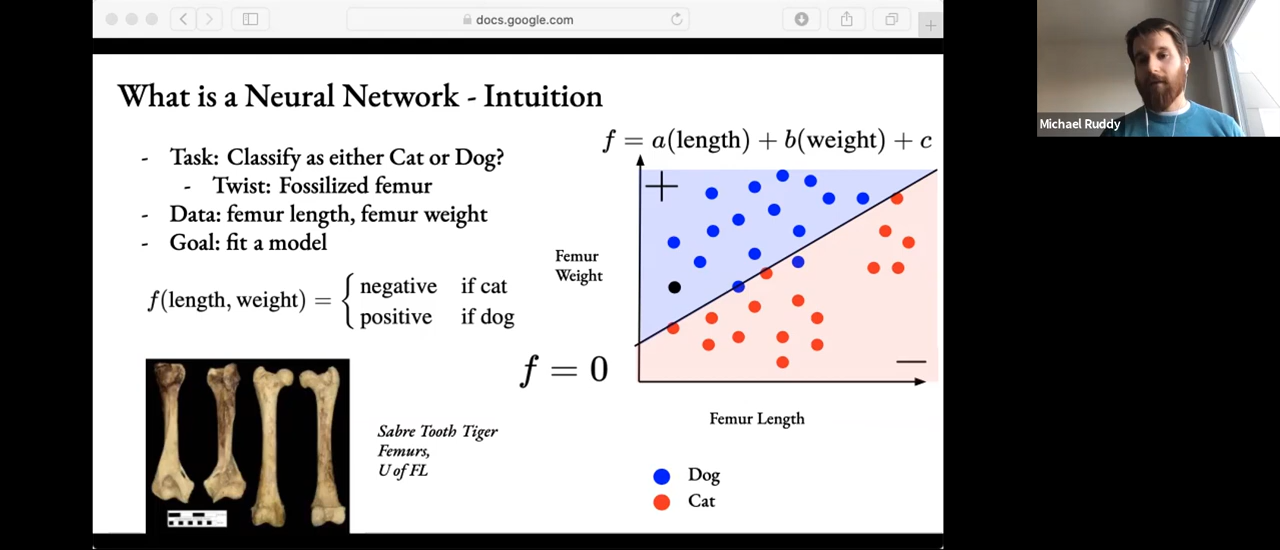 docs.google.com
What is a Neural Network - Intuition
- Task: Classify as either Cat or Dog?
- Twist: Fossilized femur
- Data: femur length, femur weight
- Goal: fit a model
f(length, weight) = { negative if cat
positive if dog
Sabre Tooth Tiger
Femurs,
U of FL
f = a(length) + b(weight) + c
+
Femur
Weight
f = 0
—
Femur Length
Dog
Cat
Michael Ruddy